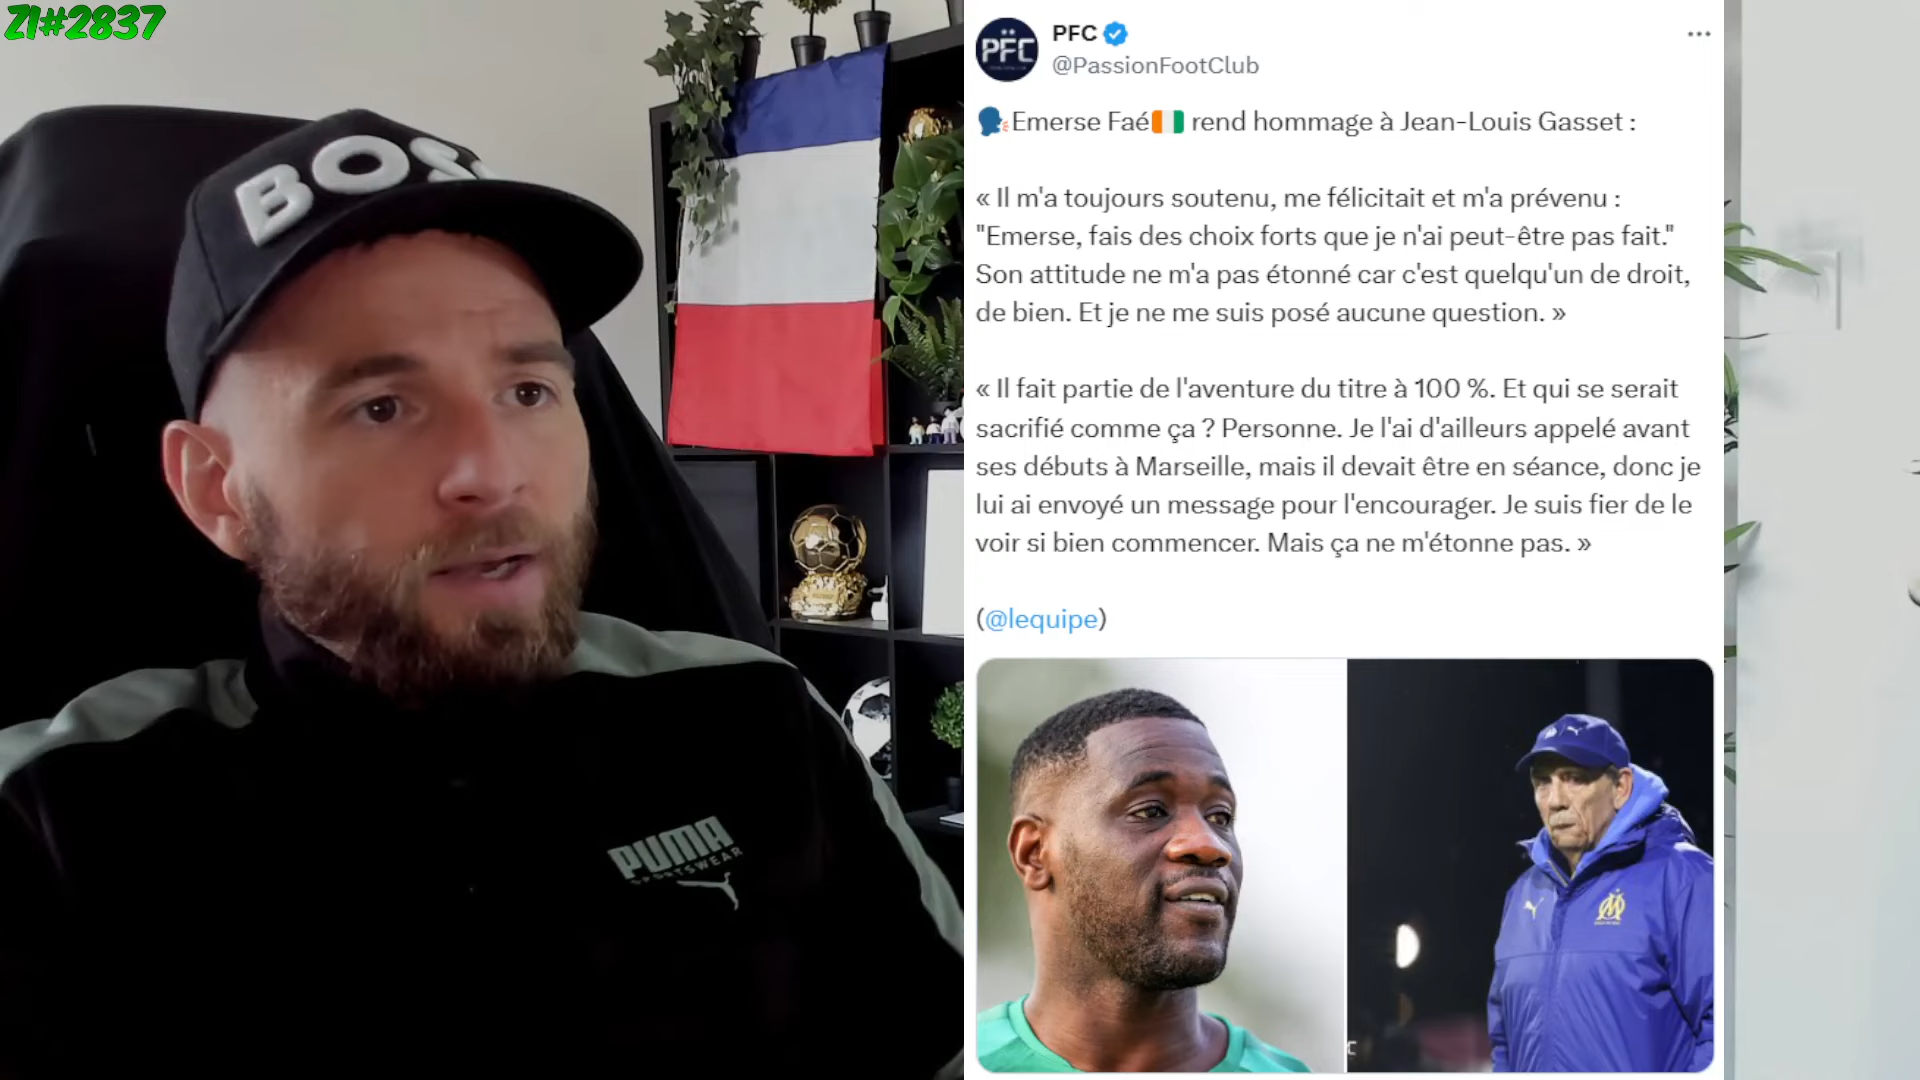 ZI#2837
BOSS
PUMA
SPORTSWEAR
PFC
PFC
@PassionFootClub
Emerse Faé rend hommage à Jean-Louis Gasset :
« Il m'a toujours soutenu, me félicitait et m'a prévenu :
"Emerse, fais des choix forts que je n'ai peut-être pas fait."
Son attitude ne m'a pas étonné car c'est quelqu'un de droit,
de bien. Et je ne me suis posé aucune question. »
« Il fait partie de l'aventure du titre à 100 %. Et qui se serait
sacrifié comme ça ? Personne. Je l'ai d'ailleurs appelé avant
ses débuts à Marseille, mais il devait être en séance, donc je
lui ai envoyé un message pour l'encourager. Je suis fier de le
voir si bien commencer. Mais ça ne m'étonne pas. »
(@lequipe)